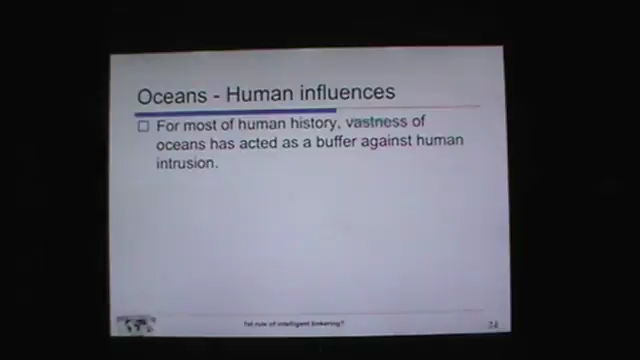 Oceans - Human influences
For most of human history, vastness of
oceans has acted as a buffer against human
intrusion.
1st rule of intelligent tinkering?
24